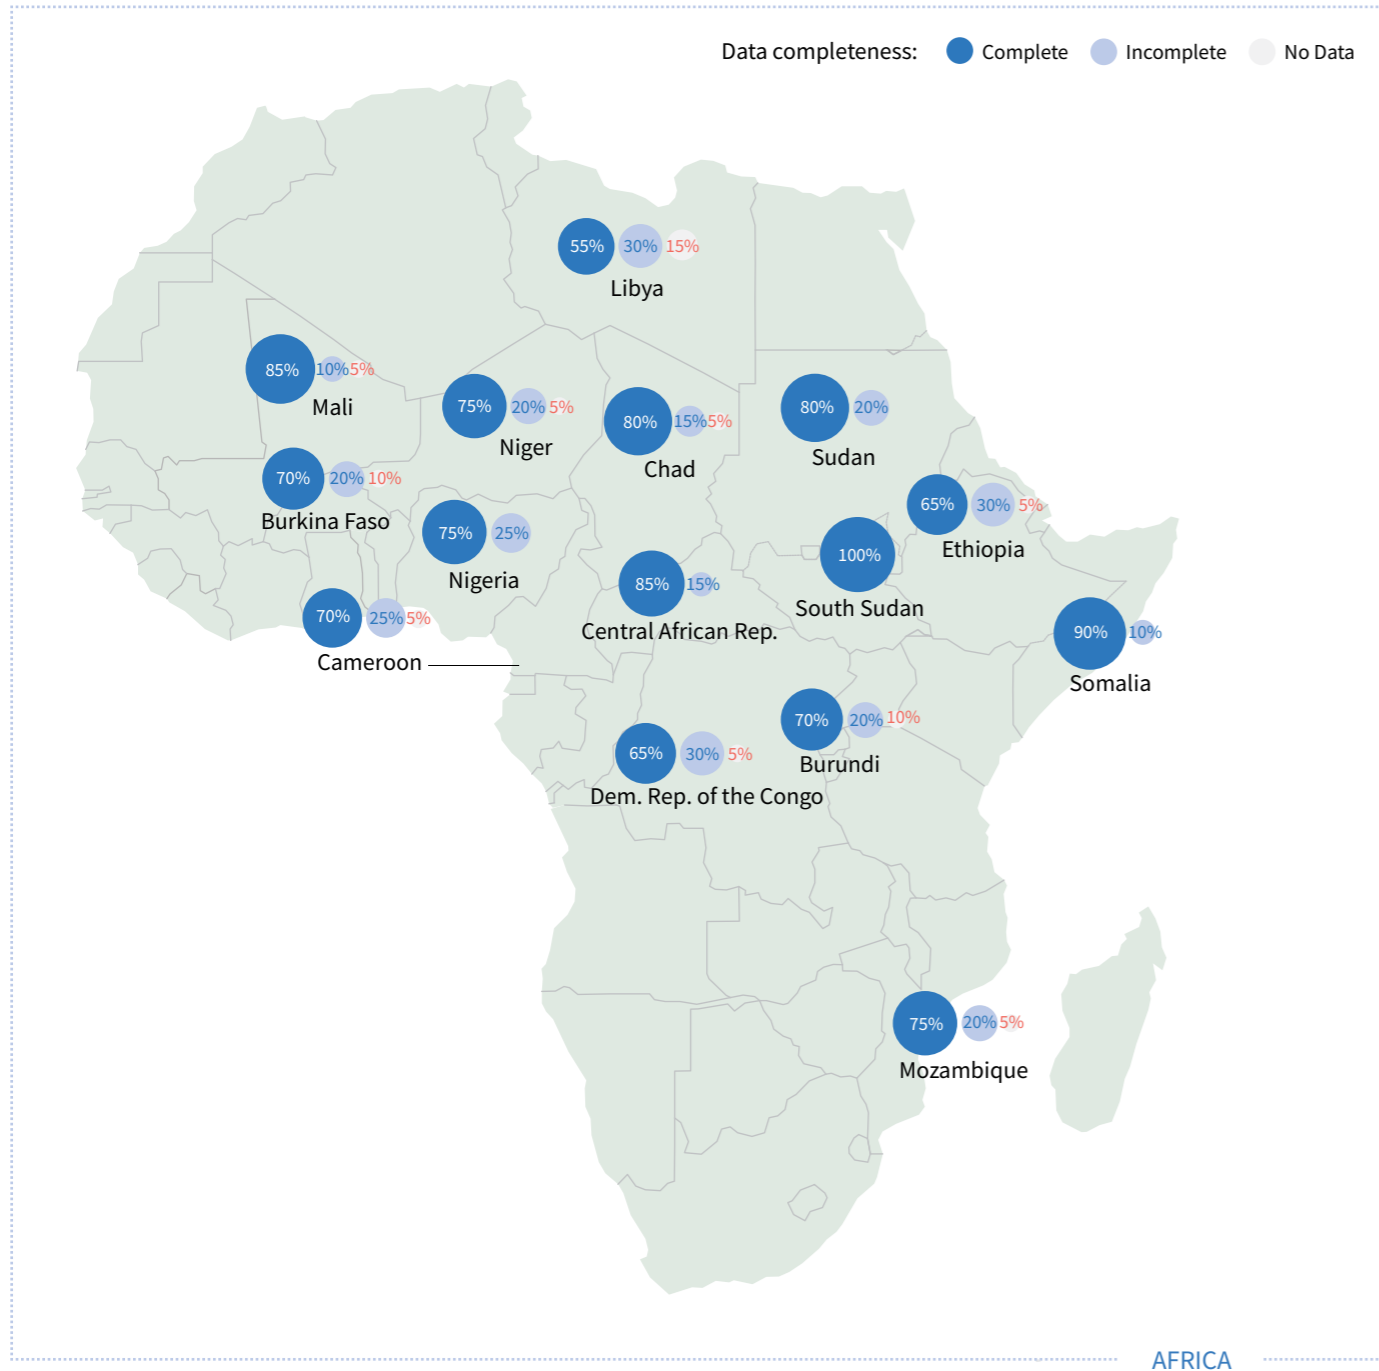 Data completeness: Complete Incomplete No Data
55% 30% 15%
Libya
85% 10% 5%
Mali
75% 20% 5%
Niger
80% 15% 5%
Chad
80% 20%
Sudan
70% 20% 10%
Burkina Faso
75% 25%
Nigeria
65% 30% 5%
Ethiopia
100%
South Sudan
85% 15%
Central African Rep.
70% 25% 5%
Cameroon
90% 10%
Somalia
70% 20% 10%
Burundi
65% 30% 5%
Dem. Rep. of the Congo
75% 20% 5%
Mozambique
AFRICA